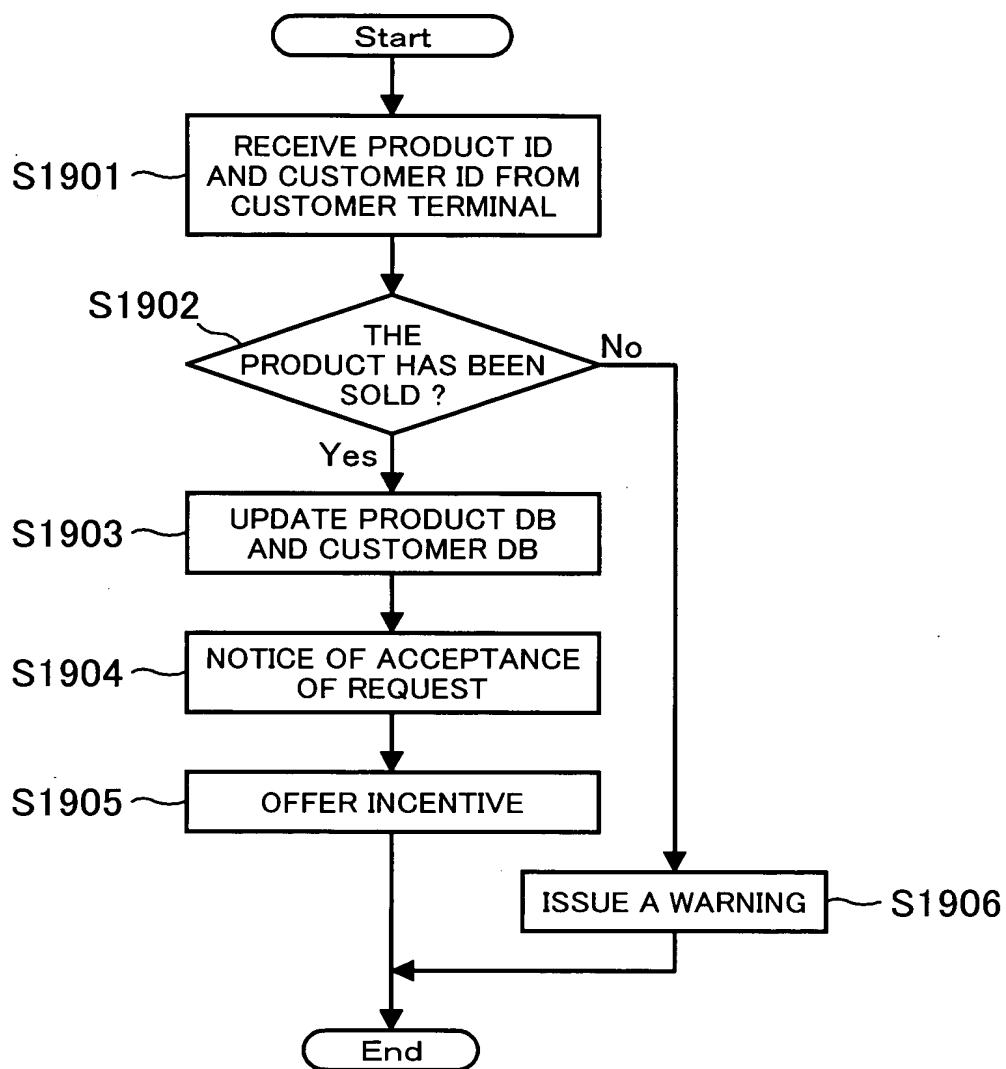 Start
S1901
RECEIVE PRODUCT ID
AND CUSTOMER ID FROM
CUSTOMER TERMINAL
S1902
THE
PRODUCT HAS BEEN
SOLD ?
No
Yes
S1903
UPDATE PRODUCT DB
AND CUSTOMER DB
S1904
NOTICE OF ACCEPTANCE
OF REQUEST
S1905
OFFER INCENTIVE
ISSUE A WARNING
S1906
End